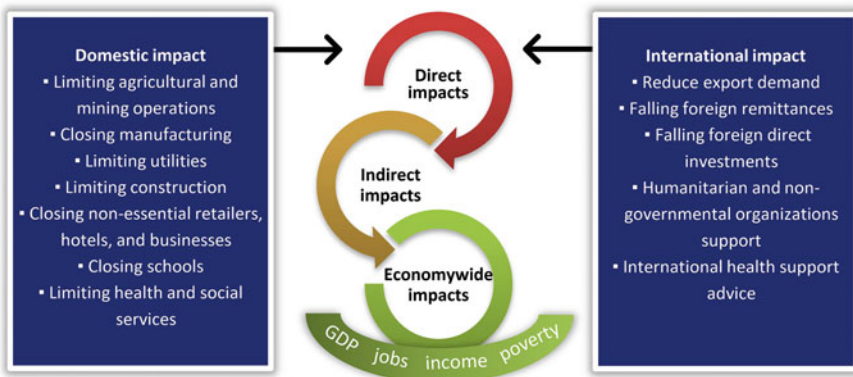 Domestic impact
▪ Limiting agricultural and
mining operations
▪ Closing manufacturing
▪ Limiting utilities
▪ Limiting construction
▪ Closing non-essential retailers,
hotels, and businesses
▪ Closing schools
▪ Limiting health and social
services
Direct
impacts
Indirect
impacts
Economywide
impacts
GDP jobs income poverty
International impact
▪ Reduce export demand
▪ Falling foreign remittances
▪ Falling foreign direct
investments
▪ Humanitarian and non-
governmental organizations
support
▪ International health support
advice